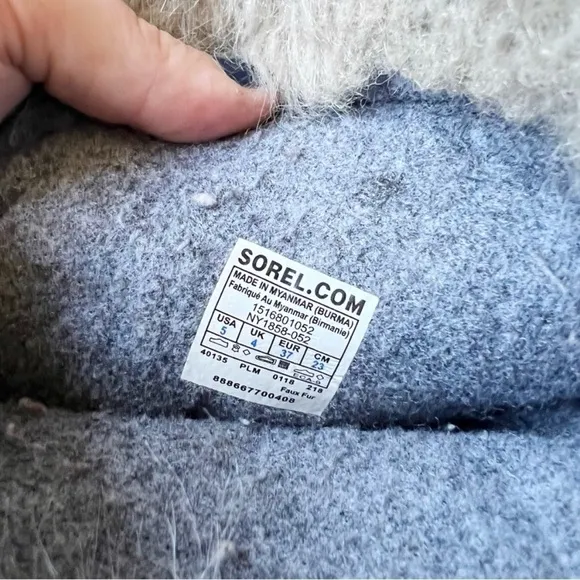 SOREL.COM
MADE IN MYANMAR (BURMA)
Fabriqué Au Myanmar (Birmanie)
1516801052
NY1858-052
USA UK EUR CM
5 4 37 23
40135 PLM 0118 218
888667700408 Faux Fur